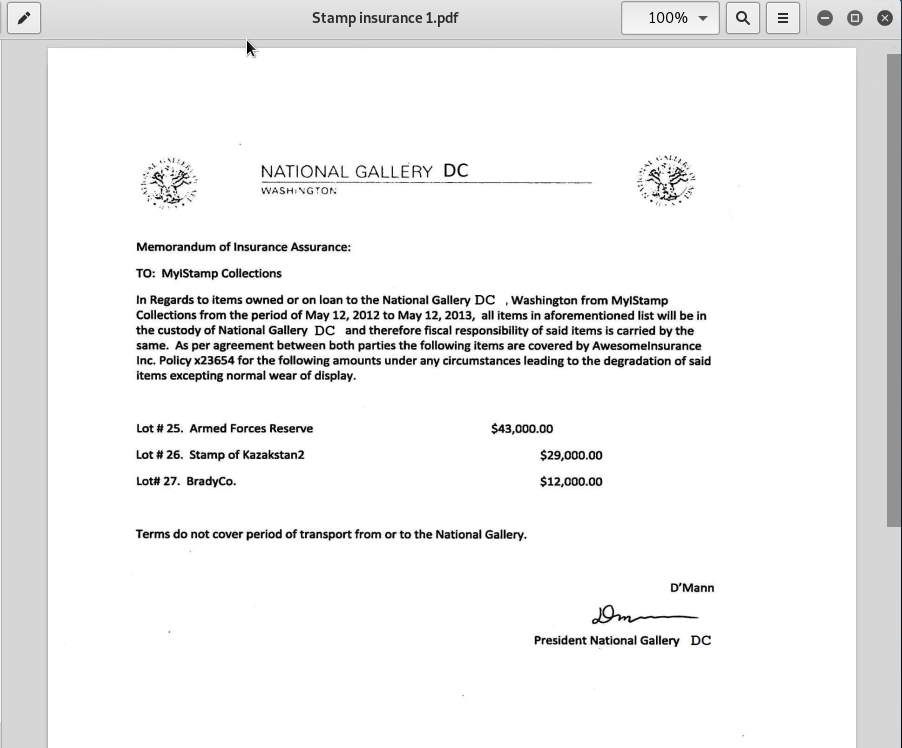 Stamp insurance 1.pdf
100%
NATIONAL GALLERY DC
WASHINGTON
Memorandum of Insurance Assurance:
TO: MyIStamp Collections
In Regards to items owned or on loan to the National Gallery DC , Washington from MyIStamp
Collections from the period of May 12, 2012 to May 12, 2013, all items in aforementioned list will be in
the custody of National Gallery DC and therefore fiscal responsibility of said items is carried by the
same. As per agreement between both parties the following items are covered by AwesomeInsurance
Inc. Policy x23654 for the following amounts under any circumstances leading to the degradation of said
items excepting normal wear of display.
Lot # 25. Armed Forces Reserve $43,000.00
Lot # 26. Stamp of Kazakstan2 $29,000.00
Lot# 27. BradyCo. $12,000.00
Terms do not cover period of transport from or to the National Gallery.
D'Mann
Dm
President National Gallery DC